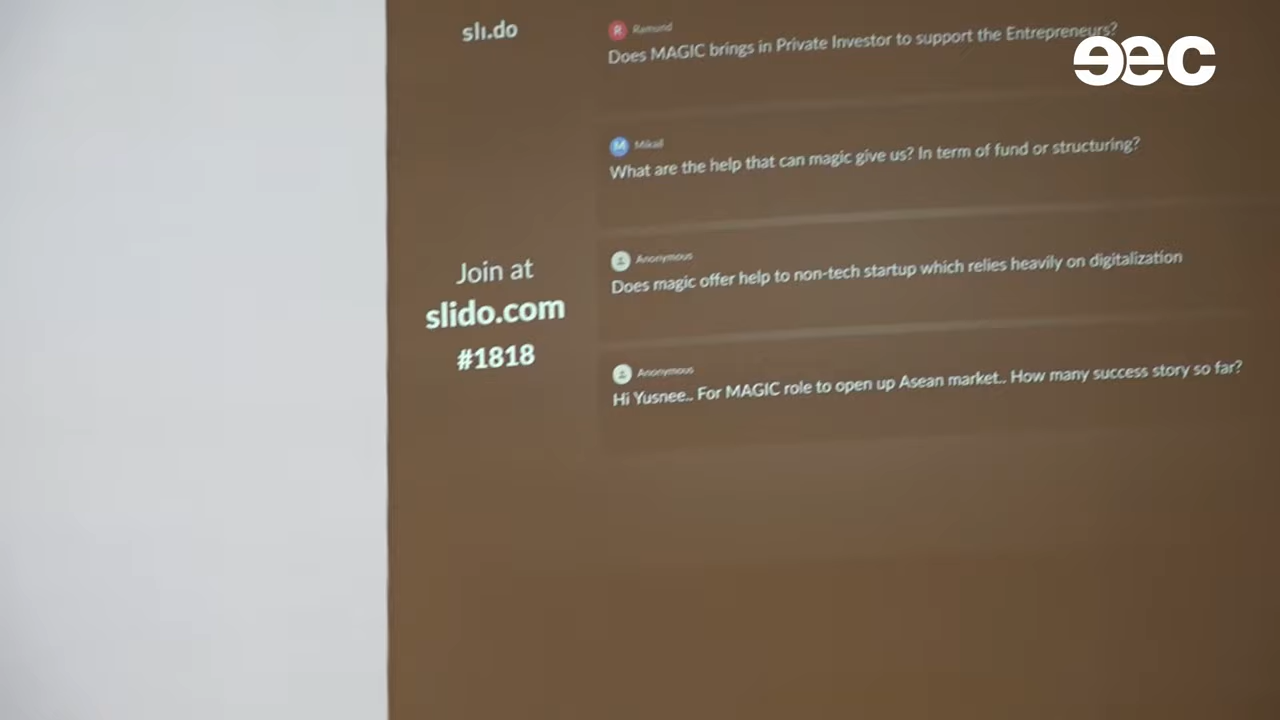 sli.do
Join at
slido.com
#1818
R Ramund
Does MAGIC brings in Private Investor to support the Entrepreneurs?
M Mikail
What are the help that can magic give us? In term of fund or structuring?
Anonymous
Does magic offer help to non-tech startup which relies heavily on digitalization
Anonymous
Hi Yusnee.. For MAGIC role to open up Asean market.. How many success story so far?
eec